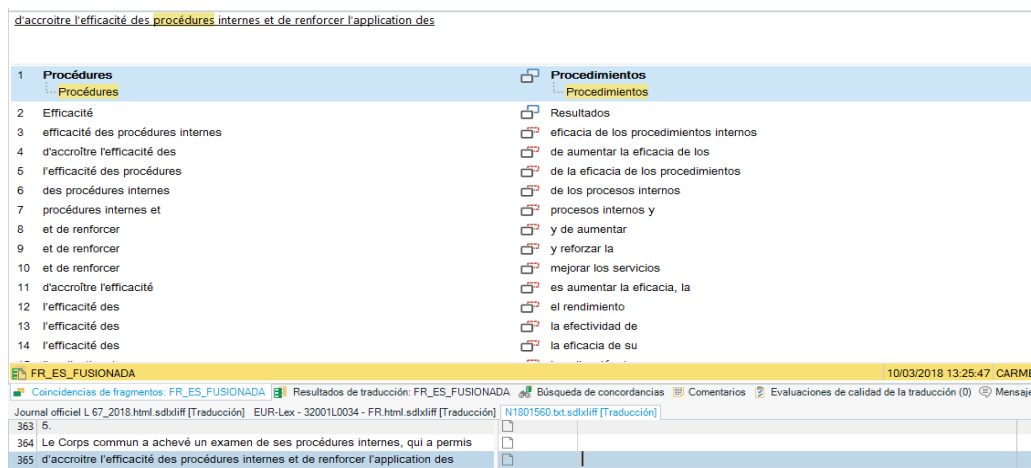 d'accroitre l'efficacité des procédures internes et de renforcer l'application des
1 Procédures Procedimientos
Procédures Procedimientos
2 Efficacité Resultados
3 efficacité des procédures internes eficacia de los procedimientos internos
4 d'accroître l'efficacité des de aumentar la eficacia de los
5 l'efficacité des procédures de la eficacia de los procedimientos
6 des procédures internes de los procesos internos
7 procédures internes et procesos internos y
8 et de renforcer y de aumentar
9 et de renforcer y reforzar la
10 et de renforcer mejorar los servicios
11 d'accroître l'efficacité es aumentar la eficacia, la
12 l'efficacité des el rendimiento
13 l'efficacité des la efectividad de
14 l'efficacité des la eficacia de su
FR_ES_FUSIONADA 10/03/2018 13:25:47 CARME
Coincidencias de fragmentos: FR_ES_FUSIONADA Resultados de traducción: FR_ES_FUSIONADA Búsqueda de concordancias Comentarios Evaluaciones de calidad de la traducción (0) Mensaje
Journal officiel L 67_2018.html.sdlxliff [Traducción] EUR-Lex - 32001L0034 - FR.html.sdlxliff [Traducción] N1801560.txt.sdlxliff [Traducción]
363 5.
364 Le Corps commun a achevé un examen de ses procédures internes, qui a permis
365 d'accroitre l'efficacité des procédures internes et de renforcer l'application des